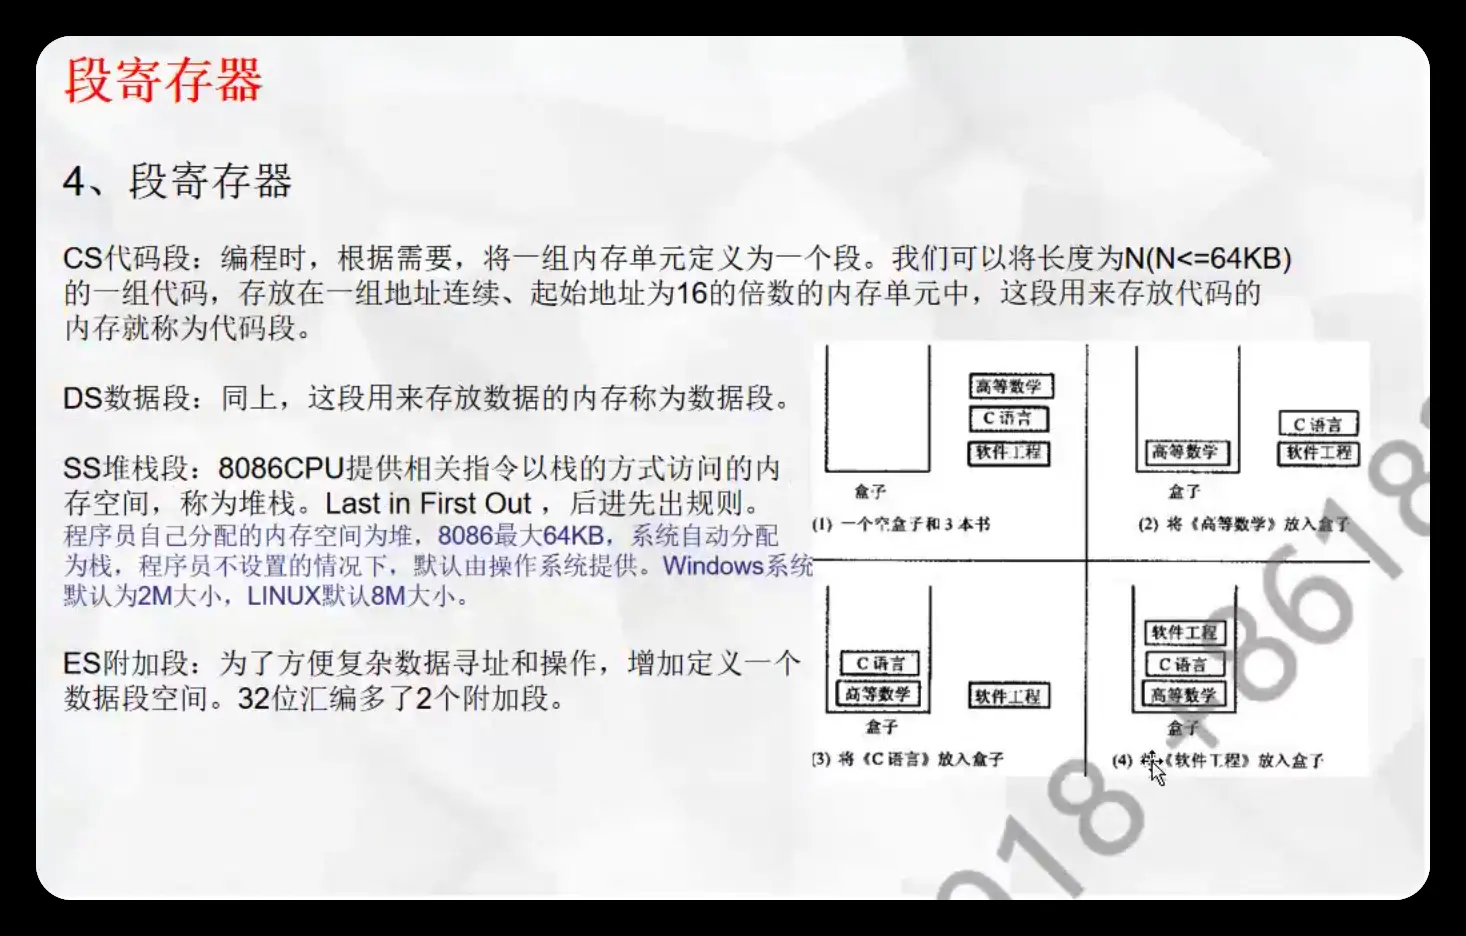 段寄存器
4、段寄存器
CS代码段：编程时，根据需要，将一组内存单元定义为一个段。我们可以将长度为N(N<=64KB)
的一组代码，存放在一组地址连续、起始地址为16的倍数的内存单元中，这段用来存放代码的
内存就称为代码段。
DS数据段：同上，这段用来存放数据的内存称为数据段。
SS堆栈段：8086CPU提供相关指令以栈的方式访问的内
存空间，称为堆栈。Last in First Out ，后进先出规则。
程序员自己分配的内存空间为堆，8086最大64KB，系统自动分配
为栈，程序员不设置的情况下，默认由操作系统提供。Windows系统
默认为2M大小，LINUX默认8M大小。
ES附加段：为了方便复杂数据寻址和操作，增加定义一个
数据段空间。32位汇编多了2个附加段。
高等数学
C 语言
软件工程
盒子
(1) 一个空盒子和 3 本书
高等数学
C 语言
软件工程
盒子
(2) 将《高等数学》放入盒子
C 语言
高等数学
软件工程
盒子
(3) 将《C 语言》放入盒子
软件工程
C 语言
高等数学
盒子
(4) 将《软件工程》放入盒子
918 +8618